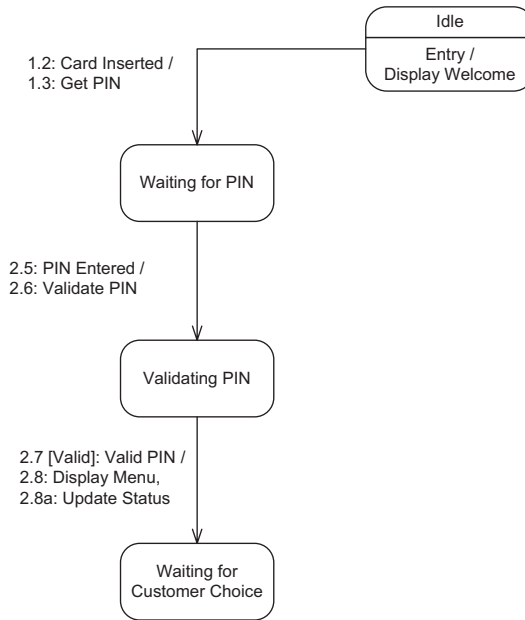 Idle
Entry /
Display Welcome
1.2: Card Inserted /
1.3: Get PIN
Waiting for PIN
2.5: PIN Entered /
2.6: Validate PIN
Validating PIN
2.7 [Valid]: Valid PIN /
2.8: Display Menu,
2.8a: Update Status
Waiting for
Customer Choice